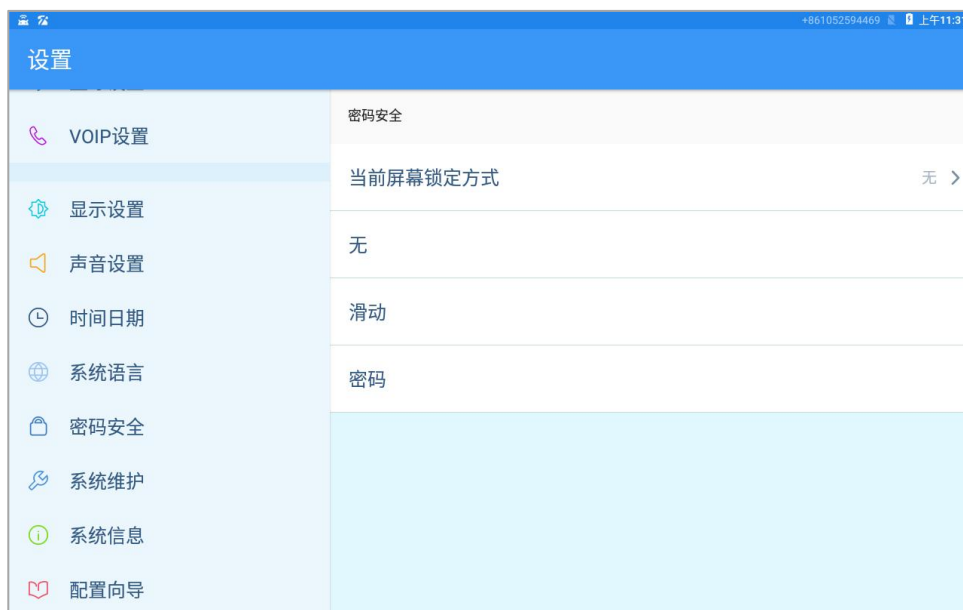 +861052594469 上午11:31
设置
VOIP设置
显示设置
声音设置
时间日期
系统语言
密码安全
系统维护
系统信息
配置向导
密码安全
当前屏幕锁定方式 无
无
滑动
密码